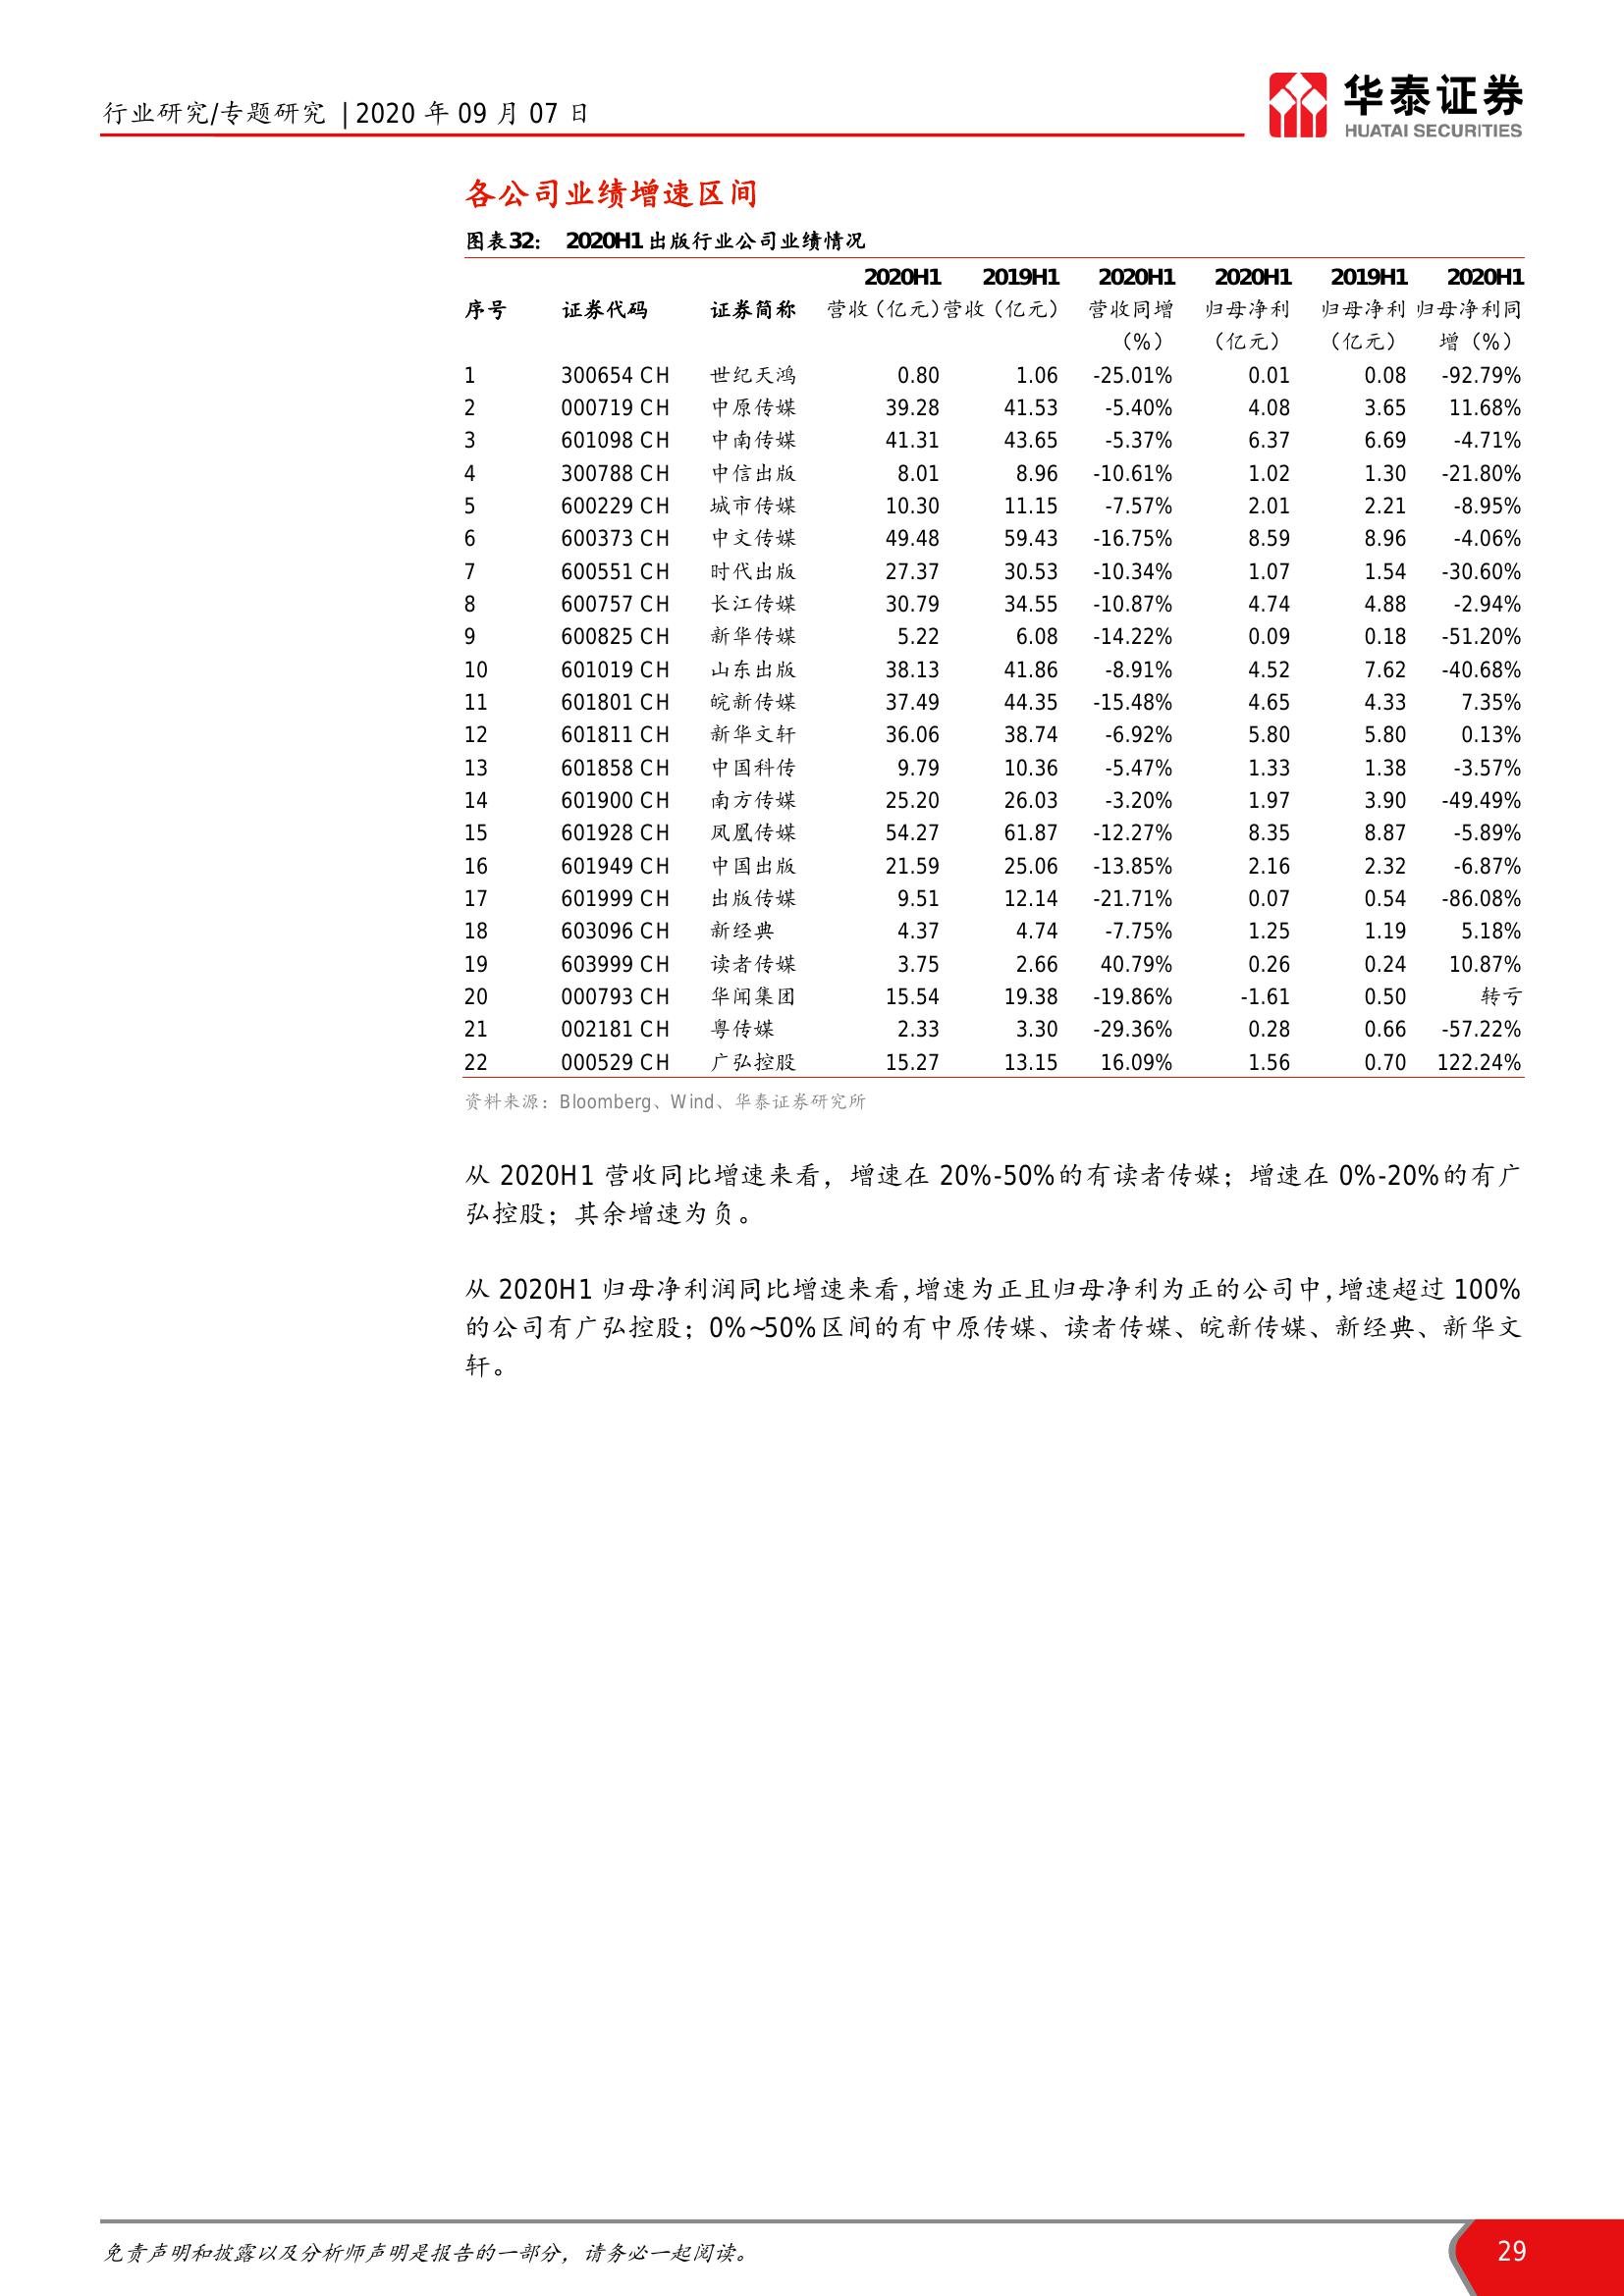 行业研究/专题研究 | 2020 年 09 月 07 日
华泰证券
HUATAI SECURITIES
各公司业绩增速区间
图表32： 2020H1 出版行业公司业绩情况
2020H1 2019H1 2020H1 2020H1 2019H1 2020H1
序号 证券代码 证券简称 营收（亿元）营收（亿元） 营收同增 归母净利 归母净利 归母净利同
（%） （亿元） （亿元） 增（%）
1 300654 CH 世纪天鸿 0.80 1.06 -25.01% 0.01 0.08 -92.79%
2 000719 CH 中原传媒 39.28 41.53 -5.40% 4.08 3.65 11.68%
3 601098 CH 中南传媒 41.31 43.65 -5.37% 6.37 6.69 -4.71%
4 300788 CH 中信出版 8.01 8.96 -10.61% 1.02 1.30 -21.80%
5 600229 CH 城市传媒 10.30 11.15 -7.57% 2.01 2.21 -8.95%
6 600373 CH 中文传媒 49.48 59.43 -16.75% 8.59 8.96 -4.06%
7 600551 CH 时代出版 27.37 30.53 -10.34% 1.07 1.54 -30.60%
8 600757 CH 长江传媒 30.79 34.55 -10.87% 4.74 4.88 -2.94%
9 600825 CH 新华传媒 5.22 6.08 -14.22% 0.09 0.18 -51.20%
10 601019 CH 山东出版 38.13 41.86 -8.91% 4.52 7.62 -40.68%
11 601801 CH 皖新传媒 37.49 44.35 -15.48% 4.65 4.33 7.35%
12 601811 CH 新华文轩 36.06 38.74 -6.92% 5.80 5.80 0.13%
13 601858 CH 中国科传 9.79 10.36 -5.47% 1.33 1.38 -3.57%
14 601900 CH 南方传媒 25.20 26.03 -3.20% 1.97 3.90 -49.49%
15 601928 CH 凤凰传媒 54.27 61.87 -12.27% 8.35 8.87 -5.89%
16 601949 CH 中国出版 21.59 25.06 -13.85% 2.16 2.32 -6.87%
17 601999 CH 出版传媒 9.51 12.14 -21.71% 0.07 0.54 -86.08%
18 603096 CH 新经典 4.37 4.74 -7.75% 1.25 1.19 5.18%
19 603999 CH 读者传媒 3.75 2.66 40.79% 0.26 0.24 10.87%
20 000793 CH 华闻集团 15.54 19.38 -19.86% -1.61 0.50 转亏
21 002181 CH 粤传媒 2.33 3.30 -29.36% 0.28 0.66 -57.22%
22 000529 CH 广弘控股 15.27 13.15 16.09% 1.56 0.70 122.24%
资料来源：Bloomberg、Wind、华泰证券研究所
从 2020H1 营收同比增速来看，增速在 20%-50%的有读者传媒；增速在 0%-20%的有广
弘控股；其余增速为负。
从 2020H1 归母净利润同比增速来看，增速为正且归母净利为正的公司中，增速超过 100%
的公司有广弘控股；0%~50%区间的有中原传媒、读者传媒、皖新传媒、新经典、新华文
轩。
免责声明和披露以及分析师声明是报告的一部分，请务必一起阅读。
29